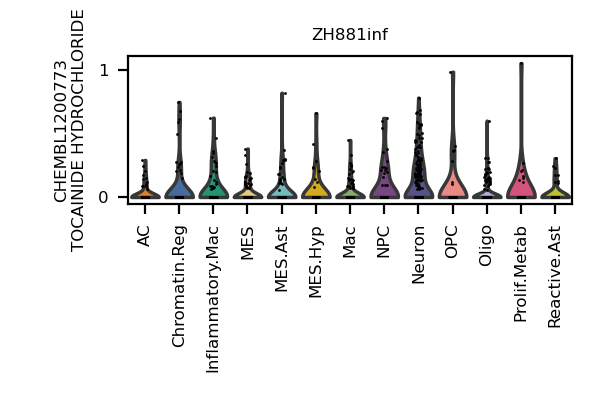 ZH881inf
CHEMBL1200773
TOCAINIDE HYDROCHLORIDE
1
0
AC
Chromatin.Reg
Inflammatory.Mac
MES
MES.Ast
MES.Hyp
Mac
NPC
Neuron
OPC
Oligo
Prolif.Metab
Reactive.Ast